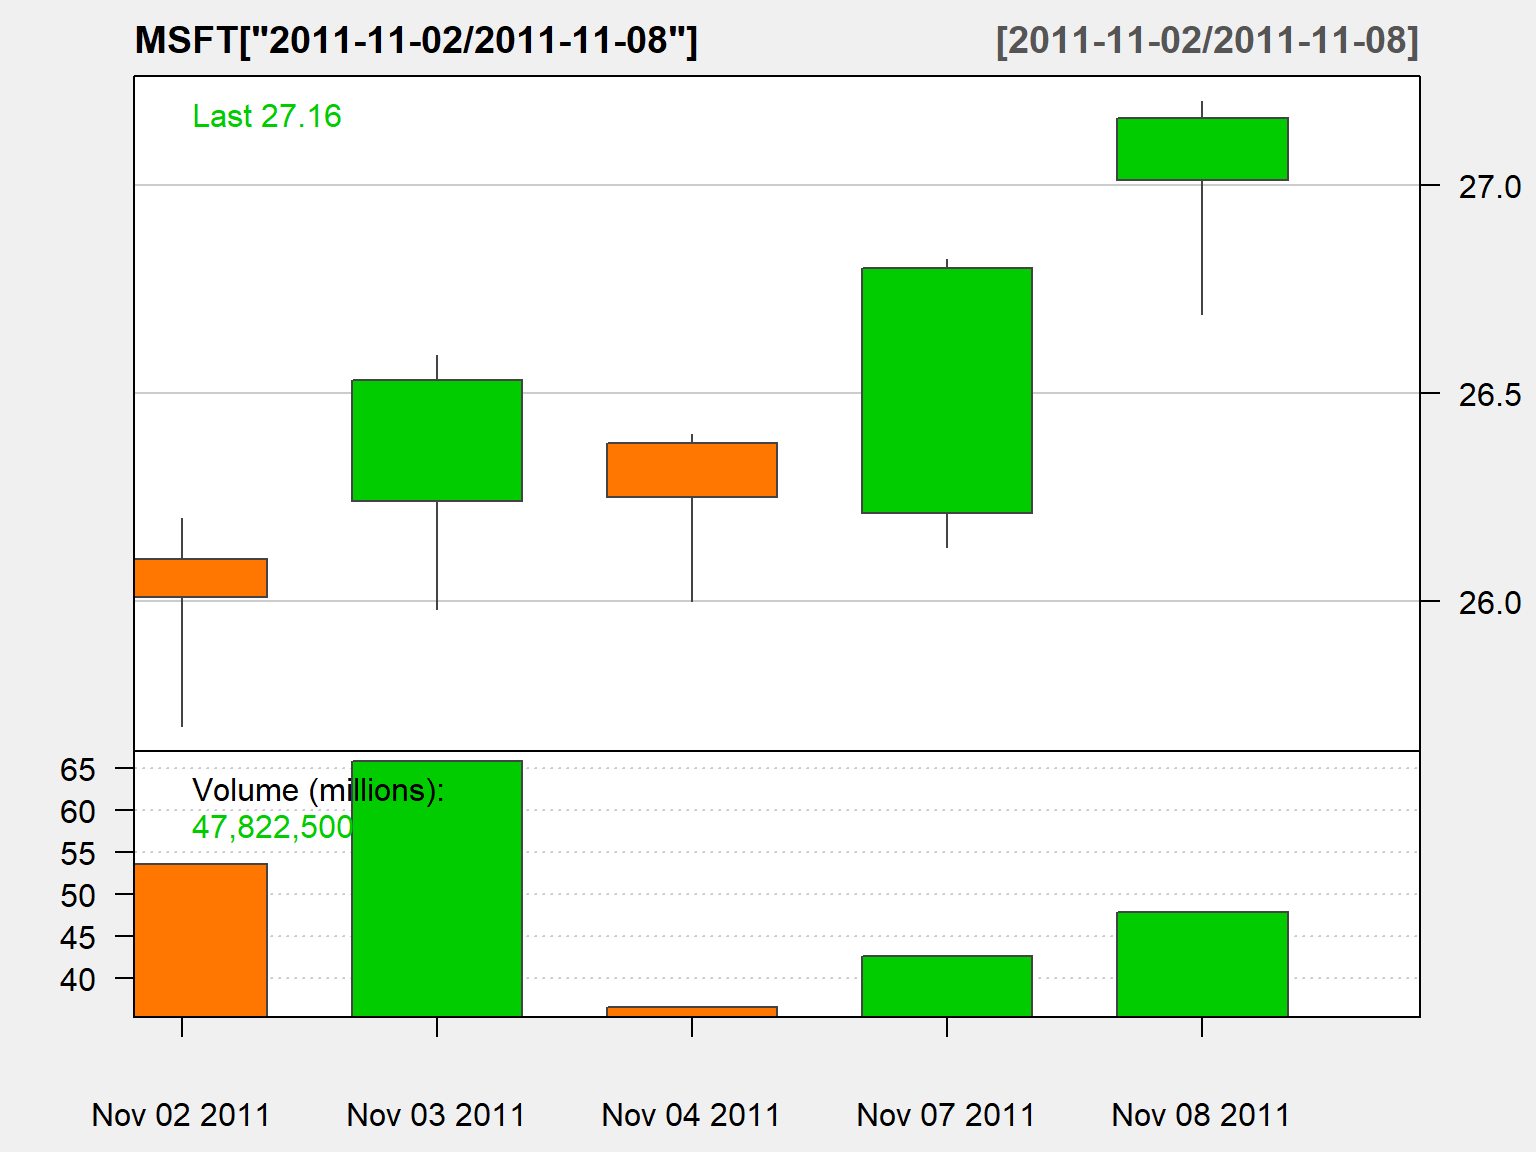 MSFT["2011-11-02/2011-11-08"]
[2011-11-02/2011-11-08]
Last 27.16
27.0
26.5
26.0
65
60
55
50
45
40
Volume (millions):
47,822,500
Nov 02 2011
Nov 03 2011
Nov 04 2011
Nov 07 2011
Nov 08 2011